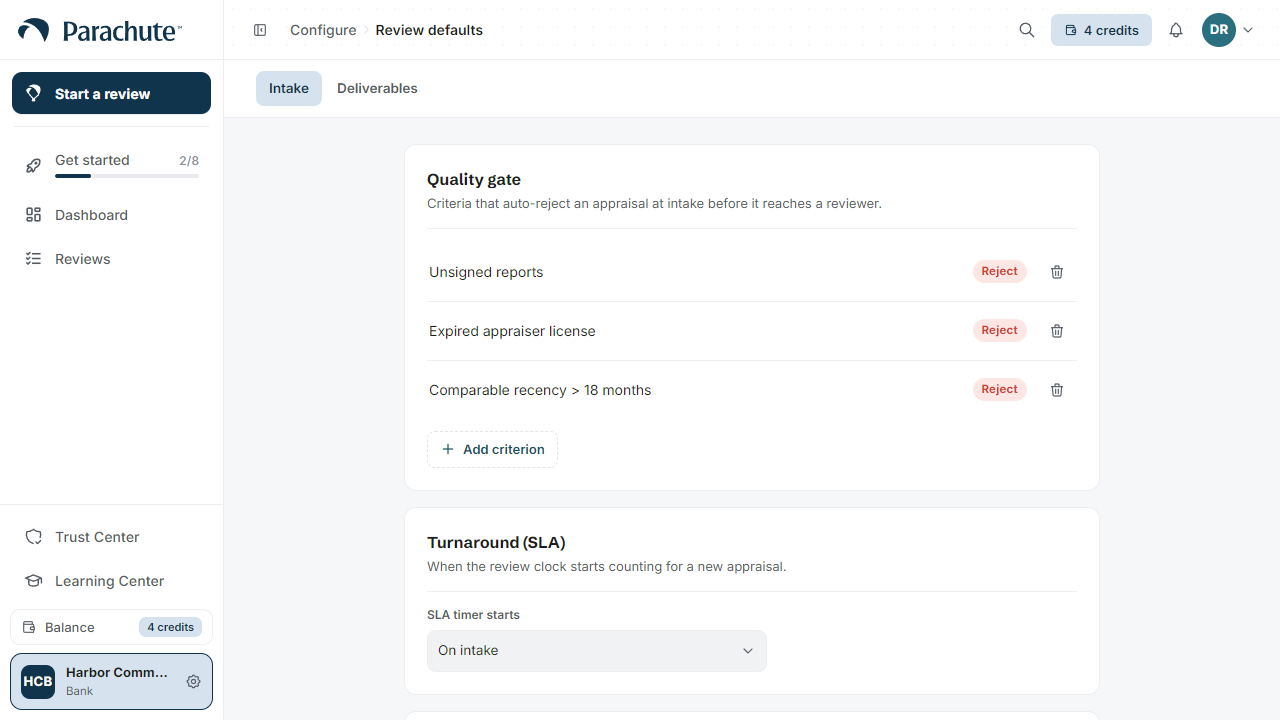 Parachute™
Configure
Review defaults
4 credits
DR
Start a review
Intake
Deliverables
Get started
2/8
Dashboard
Reviews
Quality gate
Criteria that auto-reject an appraisal at intake before it reaches a reviewer.
Unsigned reports
Reject
Expired appraiser license
Reject
Comparable recency > 18 months
Reject
Add criterion
Turnaround (SLA)
When the review clock starts counting for a new appraisal.
SLA timer starts
On intake
Trust Center
Learning Center
Balance
4 credits
HCB
Harbor Comm...
Bank